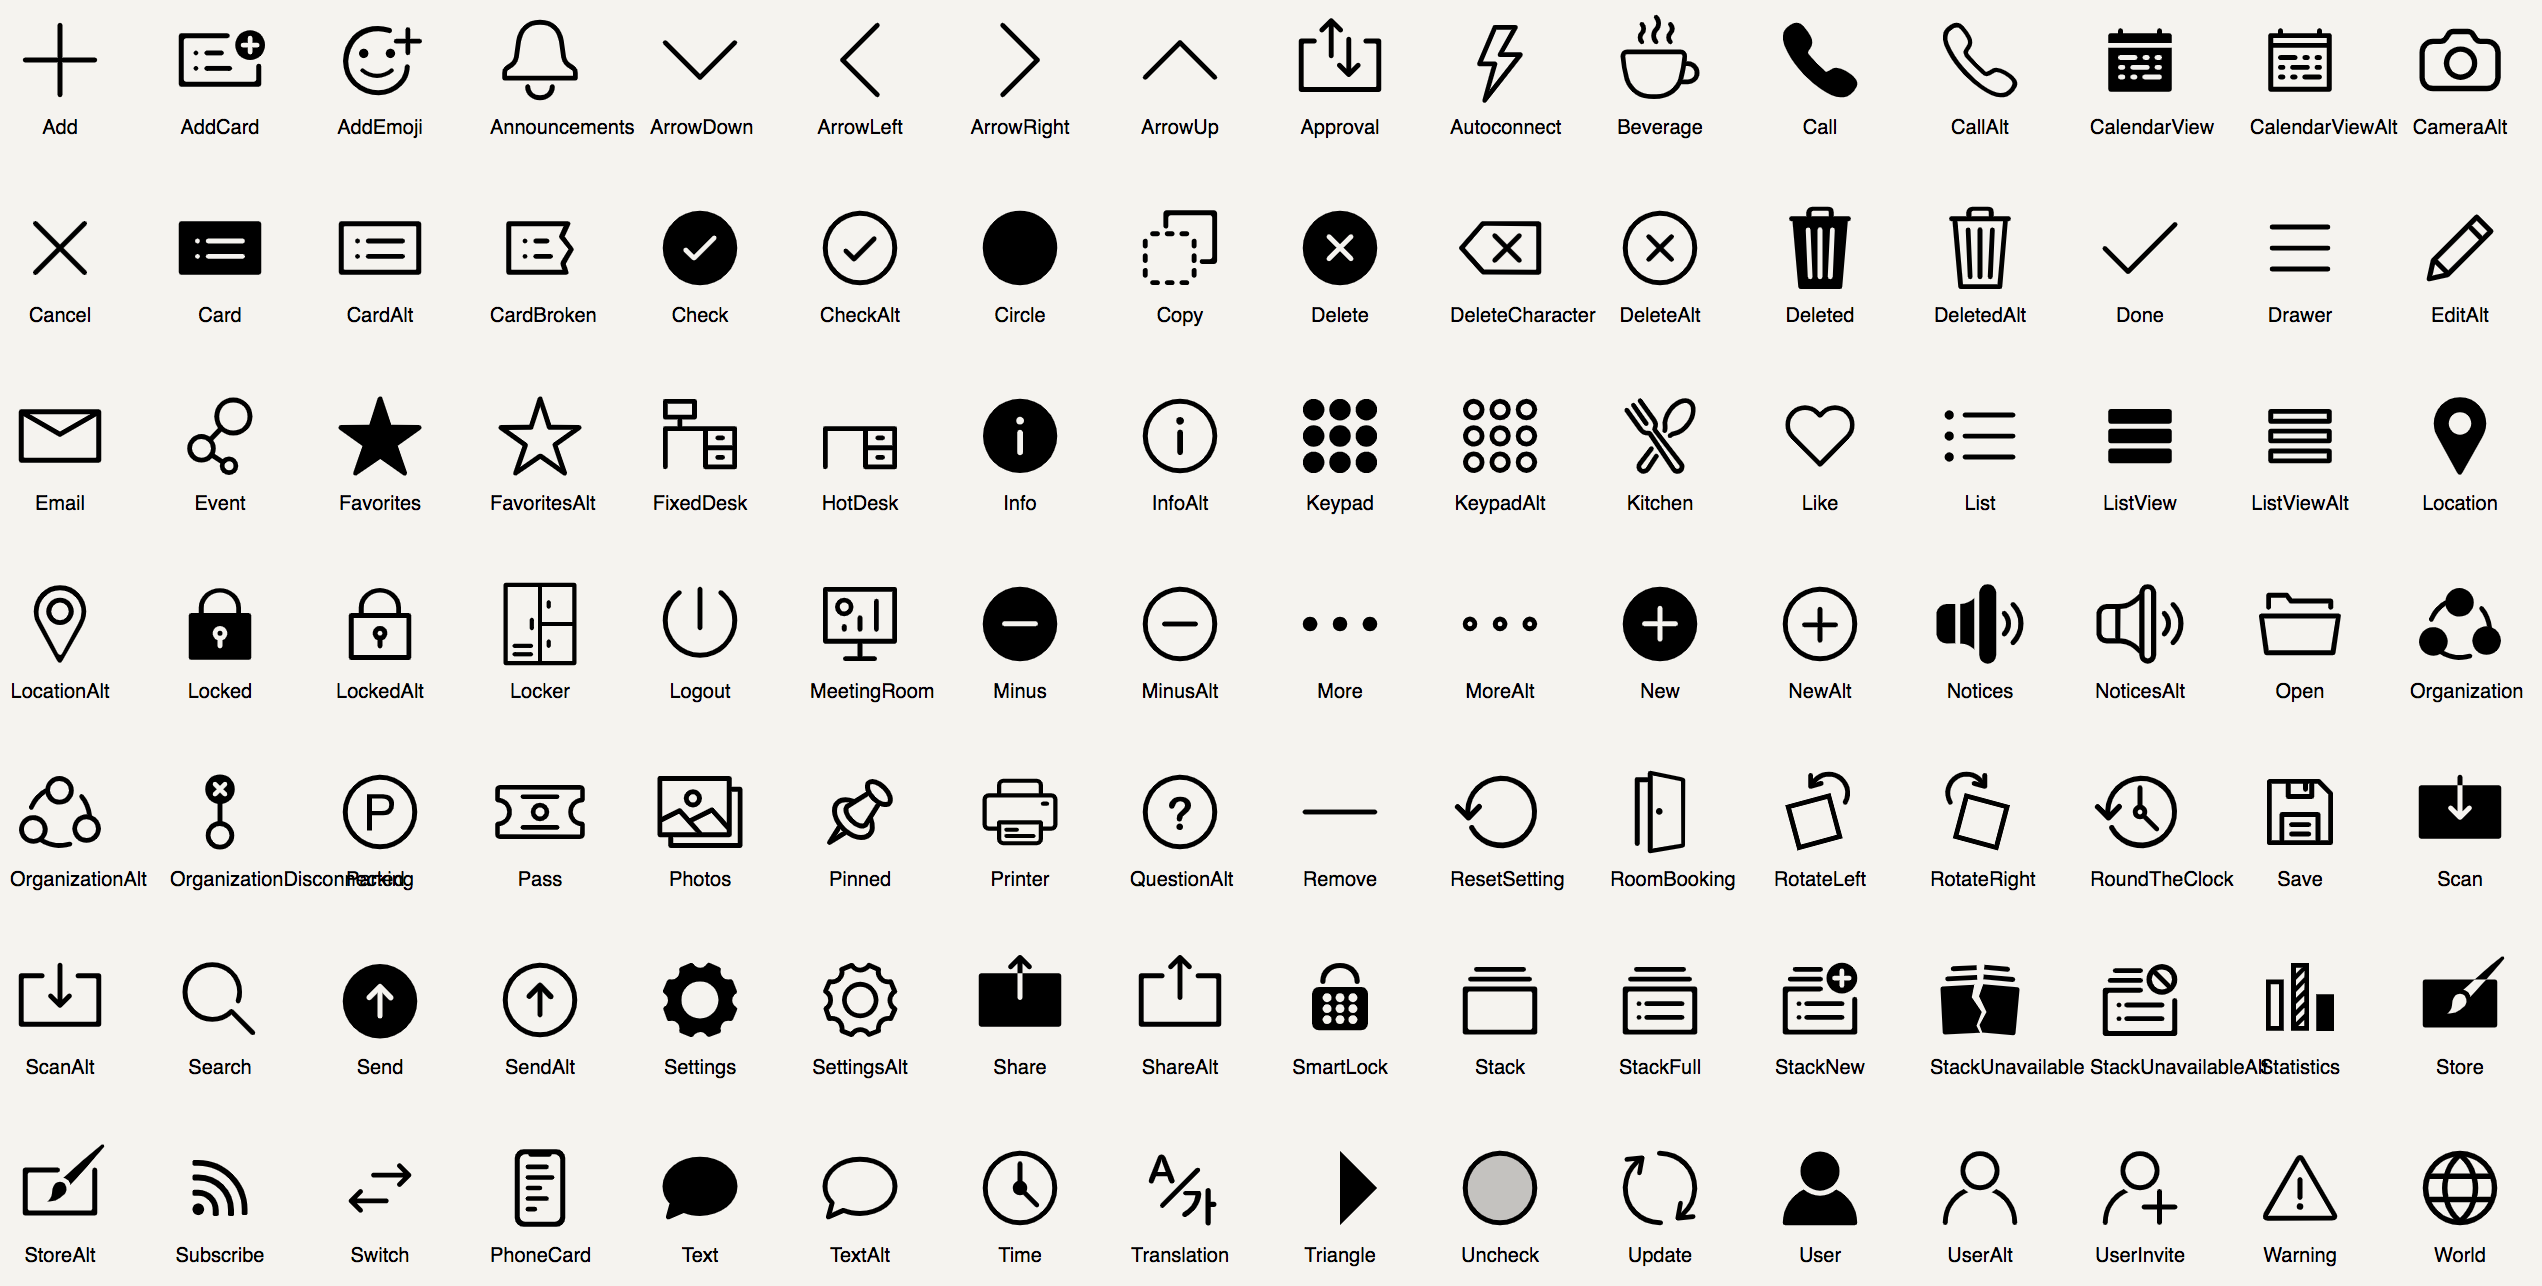 Add AddCard AddEmoji Announcements ArrowDown ArrowLeft ArrowRight ArrowUp Approval Autoconnect Beverage Call CallAlt CalendarView CalendarViewAlt CameraAlt
Cancel Card CardAlt CardBroken Check CheckAlt Circle Copy Delete DeleteCharacter DeleteAlt Deleted DeletedAlt Done Drawer EditAlt
Email Event Favorites FavoritesAlt FixedDesk HotDesk Info InfoAlt Keypad KeypadAlt Kitchen Like List ListView ListViewAlt Location
LocationAlt Locked LockedAlt Locker Logout MeetingRoom Minus MinusAlt More MoreAlt New NewAlt Notices NoticesAlt Open Organization
P
OrganizationAlt OrganizationDisconnected Parking Pass Photos Pinned Printer QuestionAlt Remove ResetSetting RoomBooking RotateLeft RotateRight RoundTheClock Save Scan
ScanAlt Search Send SendAlt Settings SettingsAlt Share ShareAlt SmartLock Stack StackFull StackNew StackUnavailable StackUnavailableAlt Statistics Store
A 가
StoreAlt Subscribe Switch PhoneCard Text TextAlt Time Translation Triangle Uncheck Update User UserAlt UserInvite Warning World